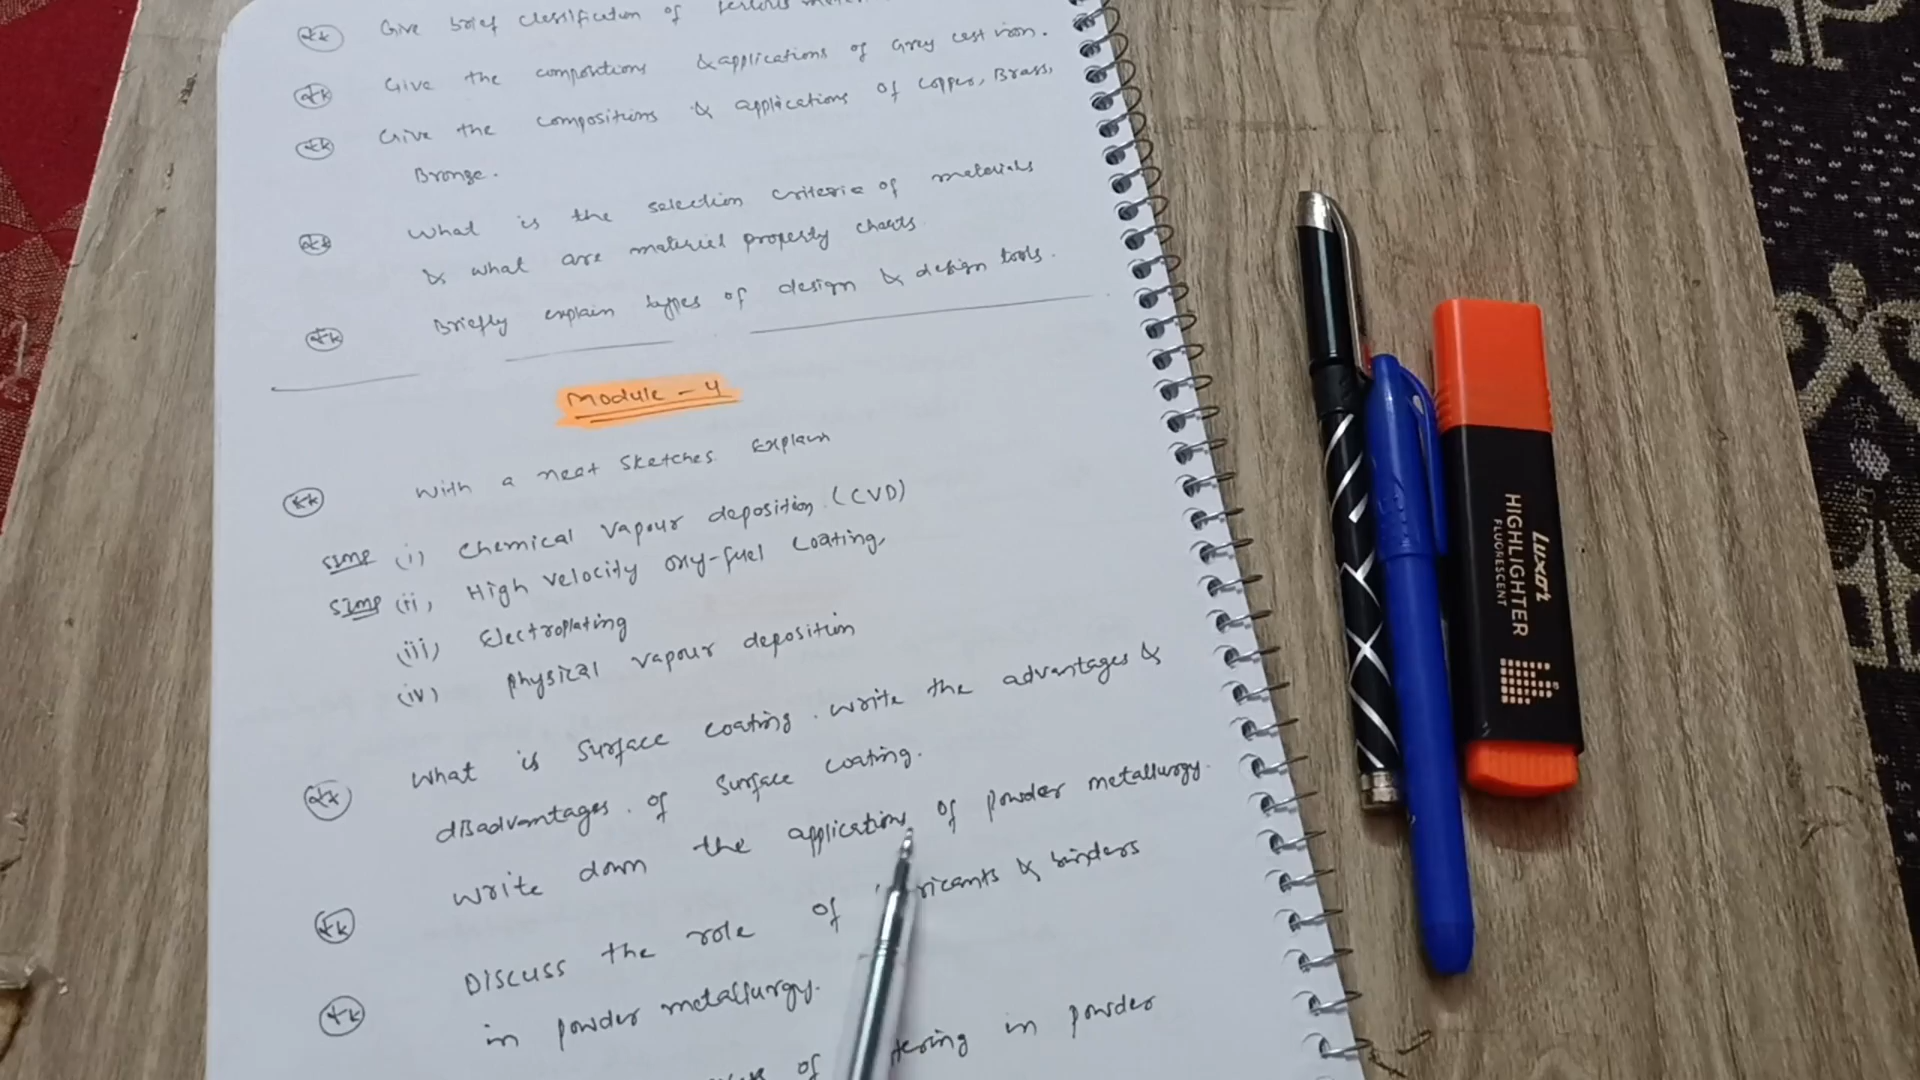 ** Give brief classification of
** Give the compositions & applications of Grey cast iron.
** Give the compositions & applications of Copper, Brass,
Bronze.
** What is the selection criteria of materials
& what are material property charts
** Briefly explain types of design & design tools.
Module - 4
** With a neat sketches Explain
SIMP (i) Chemical vapour deposition (CVD)
SIMP (ii) High velocity oxy-fuel coating,
(iii) Electroplating
(iv) physical vapour deposition
** What is Surface coating. write the advantages &
disadvantages of Surface coating.
** write down the applications of powder metallurgy.
** Discuss the role of & binders
in powder metallurgy.
of in powder
Luxor
HIGHLIGHTER
FLUORESCENT